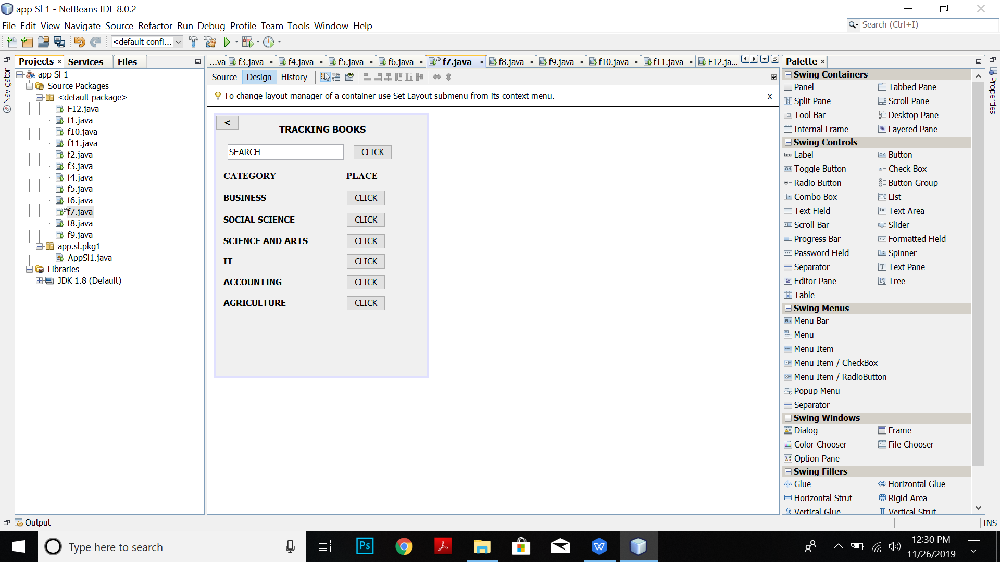 app Sl 1 - NetBeans IDE 8.0.2
File Edit View Navigate Source Refactor Run Debug Profile Team Tools Window Help
Search (Ctrl+I)
<default confi...
Projects Services Files
...va f3.java f4.java f5.java f6.java f7.java f8.java f9.java f10.java f11.java F12.ja...
Palette
Navigator
Properties
Source Design History
To change layout manager of a container use Set Layout submenu from its context menu.
x
app Sl 1
Source Packages
<default package>
F12.java
f1.java
f10.java
f11.java
f2.java
f3.java
f4.java
f5.java
f6.java
f7.java
f8.java
f9.java
app.sl.pkg1
AppSl1.java
Libraries
JDK 1.8 (Default)
<
TRACKING BOOKS
SEARCH CLICK
CATEGORY PLACE
BUSINESS CLICK
SOCIAL SCIENCE CLICK
SCIENCE AND ARTS CLICK
IT CLICK
ACCOUNTING CLICK
AGRICULTURE CLICK
Swing Containers
Panel Tabbed Pane
Split Pane Scroll Pane
Tool Bar Desktop Pane
Internal Frame Layered Pane
Swing Controls
Label Button
Toggle Button Check Box
Radio Button Button Group
Combo Box List
Text Field Text Area
Scroll Bar Slider
Progress Bar Formatted Field
Password Field Spinner
Separator Text Pane
Editor Pane Tree
Table
Swing Menus
Menu Bar
Menu
Menu Item
Menu Item / CheckBox
Menu Item / RadioButton
Popup Menu
Separator
Swing Windows
Dialog Frame
Color Chooser File Chooser
Option Pane
Swing Fillers
Glue Horizontal Glue
Horizontal Strut Rigid Area
Vertical Glue Vertical Strut
Output
INS
Type here to search
Ps
12:30 PM
11/26/2019